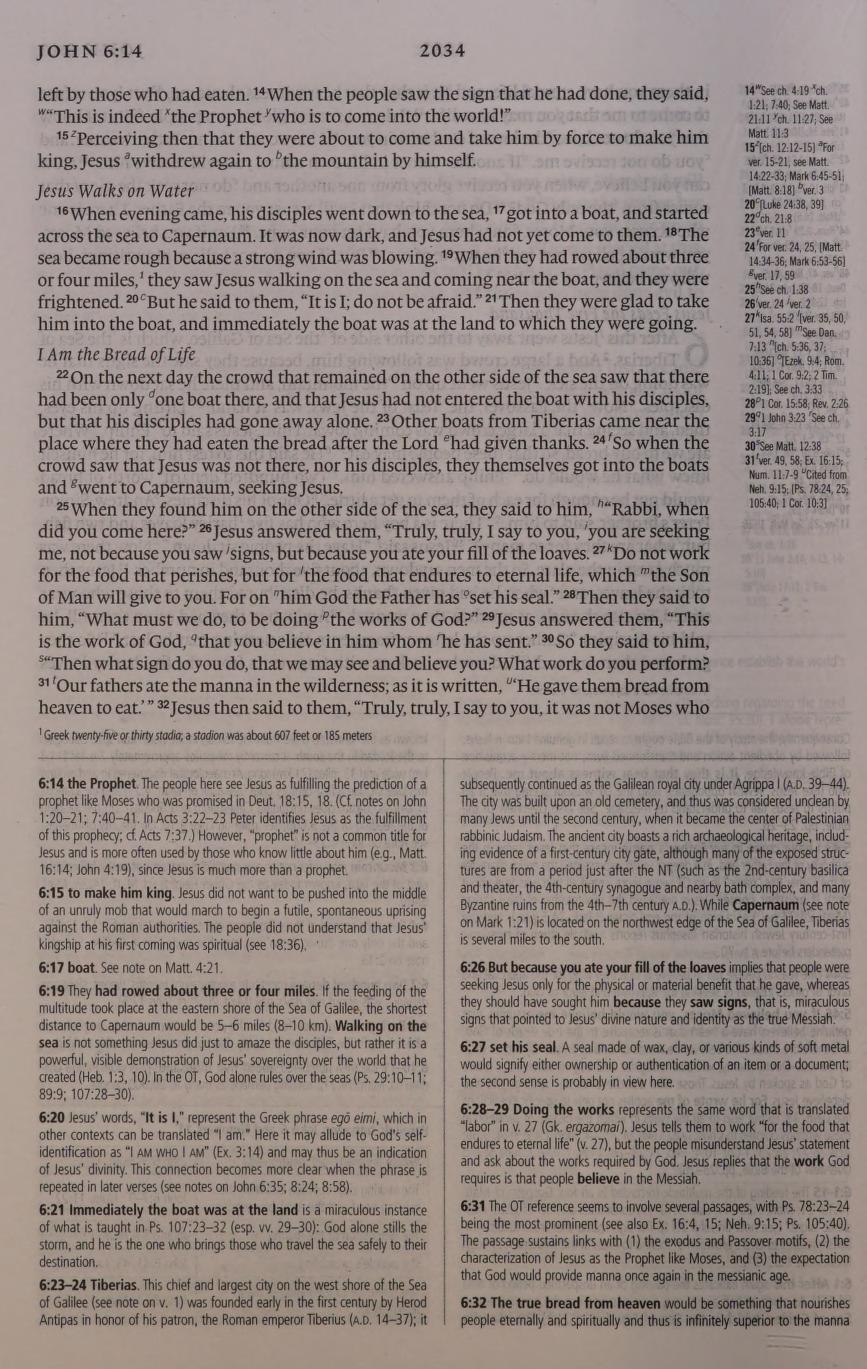 JOHN 6:14
2034
left by those who had eaten. 14 When the people saw the sign that he had done, they said,
w“This is indeed xthe Prophet ywho is to come into the world!”
15 zPerceiving then that they were about to come and take him by force to make him
king, Jesus awithdrew again to bthe mountain by himself.
Jesus Walks on Water
16 When evening came, his disciples went down to the sea, 17 got into a boat, and started
across the sea to Capernaum. It was now dark, and Jesus had not yet come to them. 18 The
sea became rough because a strong wind was blowing. 19 When they had rowed about three
or four miles,1 they saw Jesus walking on the sea and coming near the boat, and they were
frightened. 20 cBut he said to them, “It is I; do not be afraid.” 21 Then they were glad to take
him into the boat, and immediately the boat was at the land to which they were going.
I Am the Bread of Life
22 On the next day the crowd that remained on the other side of the sea saw that there
had been only done boat there, and that Jesus had not entered the boat with his disciples,
but that his disciples had gone away alone. 23 Other boats from Tiberias came near the
place where they had eaten the bread after the Lord ehad given thanks. 24 fSo when the
crowd saw that Jesus was not there, nor his disciples, they themselves got into the boats
and gwent to Capernaum, seeking Jesus.
25 When they found him on the other side of the sea, they said to him, h“Rabbi, when
did you come here?” 26 Jesus answered them, “Truly, truly, I say to you, iyou are seeking
me, not because you saw jsigns, but because you ate your fill of the loaves. 27 kDo not work
for the food that perishes, but for lthe food that endures to eternal life, which mthe Son
of Man will give to you. For on nhim God the Father has oset his seal.” 28 Then they said to
him, “What must we do, to be doing pthe works of God?” 29 Jesus answered them, “This
is the work of God, qthat you believe in him whom rhe has sent.” 30 So they said to him,
s“Then what sign do you do, that we may see and believe you? What work do you perform?
31 tOur fathers ate the manna in the wilderness; as it is written, u‘He gave them bread from
heaven to eat.’” 32 Jesus then said to them, “Truly, truly, I say to you, it was not Moses who
1 Greek twenty-five or thirty stadia; a stadion was about 607 feet or 185 meters
14 wSee ch. 4:19 xch.
1:21; 7:40; See Matt.
21:11 ych. 11:27; See
Matt. 11:3
15 z[ch. 12:12-15] aFor
ver. 15-21, see Matt.
14:22-33; Mark 6:45-51;
[Matt. 8:18] bver. 3
20 c[Luke 24:38, 39]
22 dch. 21:8
23 ever. 11
24 fFor ver. 24, 25, [Matt.
14:34-36; Mark 6:53-56]
gver. 17, 59
25 hSee ch. 1:38
26 iver. 24 jver. 2
27 kIsa. 55:2 l[ver. 35, 50,
51, 54, 58] mSee Dan.
7:13 n[ch. 5:36, 37;
10:36] o[Ezek. 9:4; Rom.
4:11; 1 Cor. 9:2; 2 Tim.
2:19]; See ch. 3:33
28 p1 Cor. 15:58; Rev. 2:26
29 q1 John 3:23 rSee ch.
3:17
30 sSee Matt. 12:38
31 tver. 49, 58; Ex. 16:15;
Num. 11:7-9 uCited from
Neh. 9:15; [Ps. 78:24, 25;
105:40; 1 Cor. 10:3]
6:14 the Prophet. The people here see Jesus as fulfilling the prediction of a
prophet like Moses who was promised in Deut. 18:15, 18. (Cf. notes on John
1:20–21; 7:40–41. In Acts 3:22–23 Peter identifies Jesus as the fulfillment
of this prophecy; cf. Acts 7:37.) However, “prophet” is not a common title for
Jesus and is more often used by those who know little about him (e.g., Matt.
16:14; John 4:19), since Jesus is much more than a prophet.
6:15 to make him king. Jesus did not want to be pushed into the middle
of an unruly mob that would march to begin a futile, spontaneous uprising
against the Roman authorities. The people did not understand that Jesus’
kingship at his first coming was spiritual (see 18:36).
6:17 boat. See note on Matt. 4:21.
6:19 They had rowed about three or four miles. If the feeding of the
multitude took place at the eastern shore of the Sea of Galilee, the shortest
distance to Capernaum would be 5–6 miles (8–10 km). Walking on the
sea is not something Jesus did just to amaze the disciples, but rather it is a
powerful, visible demonstration of Jesus’ sovereignty over the world that he
created (Heb. 1:3, 10). In the OT, God alone rules over the seas (Ps. 29:10–11;
89:9; 107:28–30).
6:20 Jesus’ words, “It is I,” represent the Greek phrase egō eimi, which in
other contexts can be translated “I am.” Here it may allude to God’s self-
identification as “I AM WHO I AM” (Ex. 3:14) and may thus be an indication
of Jesus’ divinity. This connection becomes more clear when the phrase is
repeated in later verses (see notes on John 6:35; 8:24; 8:58).
6:21 Immediately the boat was at the land is a miraculous instance
of what is taught in Ps. 107:23–32 (esp. vv. 29–30): God alone stills the
storm, and he is the one who brings those who travel the sea safely to their
destination.
6:23–24 Tiberias. This chief and largest city on the west shore of the Sea
of Galilee (see note on v. 1) was founded early in the first century by Herod
Antipas in honor of his patron, the Roman emperor Tiberius (A.D. 14–37); it
subsequently continued as the Galilean royal city under Agrippa I (A.D. 39–44).
The city was built upon an old cemetery, and thus was considered unclean by
many Jews until the second century, when it became the center of Palestinian
rabbinic Judaism. The ancient city boasts a rich archaeological heritage, includ-
ing evidence of a first-century city gate, although many of the exposed struc-
tures are from a period just after the NT (such as the 2nd-century basilica
and theater, the 4th-century synagogue and nearby bath complex, and many
Byzantine ruins from the 4th–7th century A.D.). While Capernaum (see note
on Mark 1:21) is located on the northwest edge of the Sea of Galilee, Tiberias
is several miles to the south.
6:26 But because you ate your fill of the loaves implies that people were
seeking Jesus only for the physical or material benefit that he gave, whereas
they should have sought him because they saw signs, that is, miraculous
signs that pointed to Jesus’ divine nature and identity as the true Messiah.
6:27 set his seal. A seal made of wax, clay, or various kinds of soft metal
would signify either ownership or authentication of an item or a document;
the second sense is probably in view here.
6:28–29 Doing the works represents the same word that is translated
“labor” in v. 27 (Gk. ergazomai). Jesus tells them to work “for the food that
endures to eternal life” (v. 27), but the people misunderstand Jesus’ statement
and ask about the works required by God. Jesus replies that the work God
requires is that people believe in the Messiah.
6:31 The OT reference seems to involve several passages, with Ps. 78:23–24
being the most prominent (see also Ex. 16:4, 15; Neh. 9:15; Ps. 105:40).
The passage sustains links with (1) the exodus and Passover motifs, (2) the
characterization of Jesus as the Prophet like Moses, and (3) the expectation
that God would provide manna once again in the messianic age.
6:32 The true bread from heaven would be something that nourishes
people eternally and spiritually and thus is infinitely superior to the manna